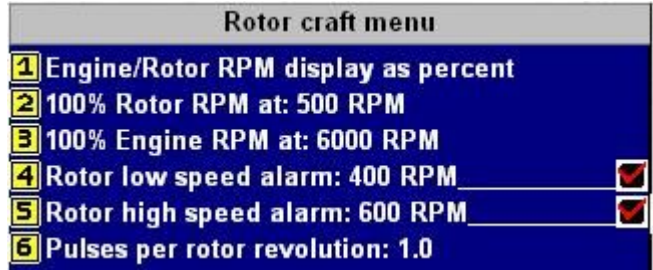 Rotor craft menu
1 Engine/Rotor RPM display as percent
2 100% Rotor RPM at: 500 RPM
3 100% Engine RPM at: 6000 RPM
4 Rotor low speed alarm: 400 RPM
5 Rotor high speed alarm: 600 RPM
6 Pulses per rotor revolution: 1.0